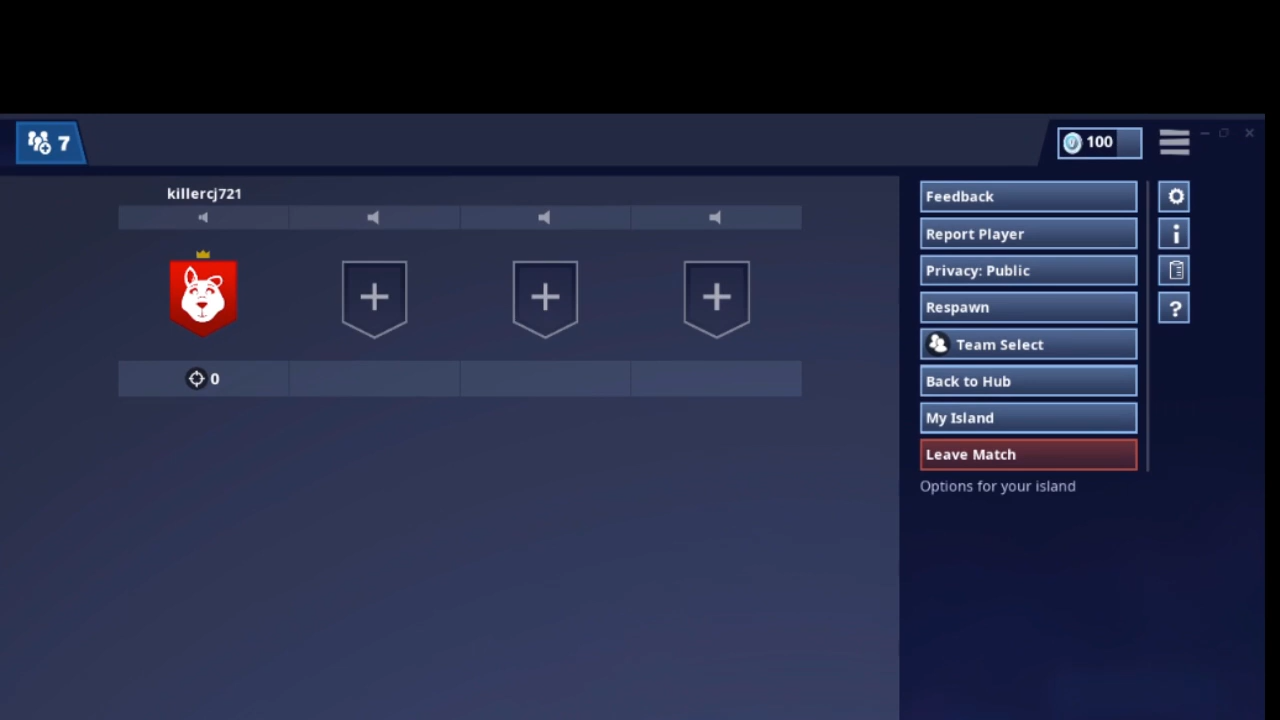 7
100
killercj721
0
Feedback
Report Player
Privacy: Public
Respawn
Team Select
Back to Hub
My Island
Leave Match
Options for your island
i
?